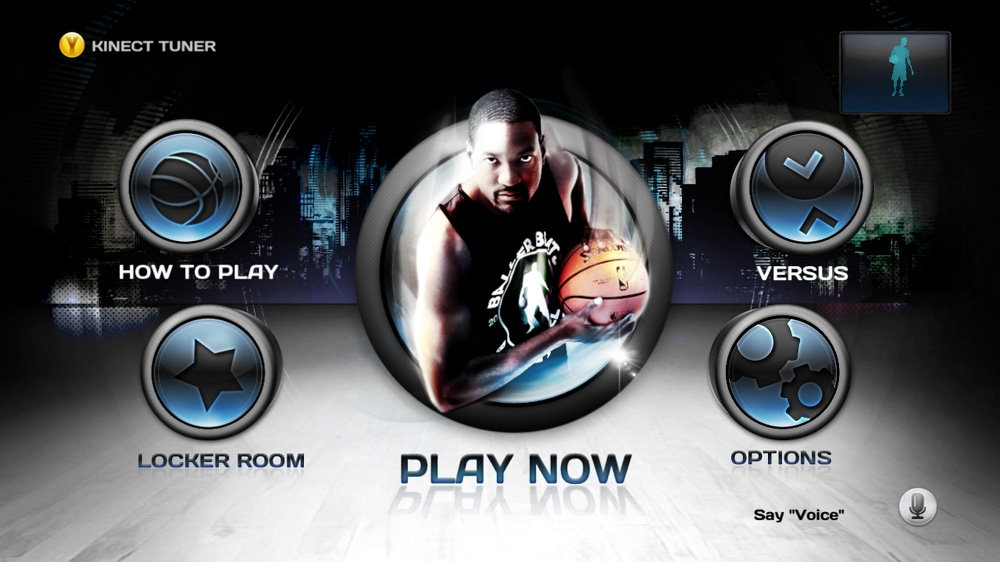 Y KINECT TUNER
HOW TO PLAY
VERSUS
LOCKER ROOM
PLAY NOW
OPTIONS
Say "Voice"